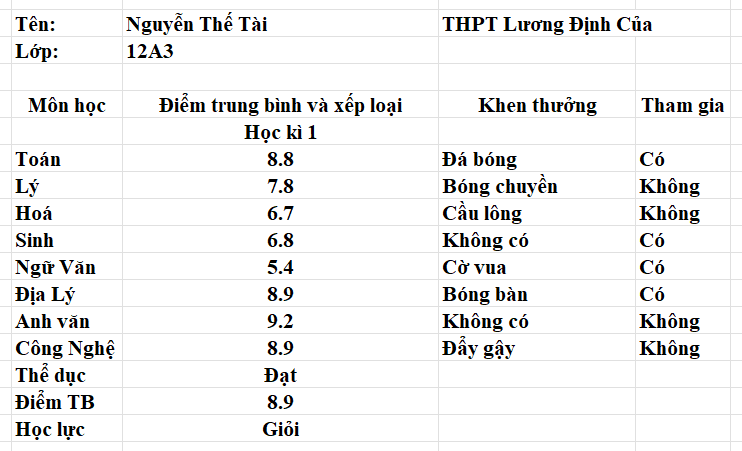 Tên: Nguyễn Thế Tài THPT Lương Định Của
Lớp: 12A3
Môn học Điểm trung bình và xếp loại Khen thưởng Tham gia
Học kì 1
Toán 8.8 Đá bóng Có
Lý 7.8 Bóng chuyền Không
Hoá 6.7 Cầu lông Không
Sinh 6.8 Không có Có
Ngữ Văn 5.4 Cờ vua Có
Địa Lý 8.9 Bóng bàn Có
Anh văn 9.2 Không có Không
Công Nghệ 8.9 Đẩy gậy Không
Thể dục Đạt
Điểm TB 8.9
Học lực Giỏi